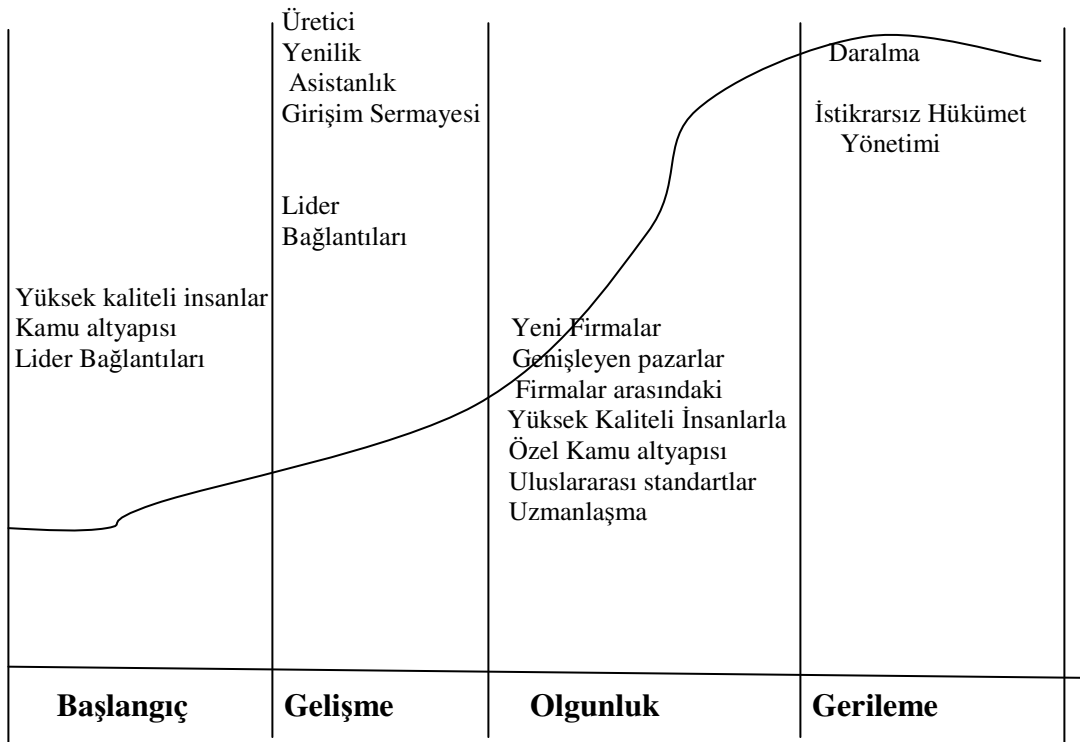 Üretici
Yenilik
Asistanlık
Girişim Sermayesi
Lider
Bağlantıları
Daralma
İstikrarsız Hükümet
Yönetimi
Yüksek kaliteli insanlar
Kamu altyapısı
Lider Bağlantıları
Yeni Firmalar
Genişleyen pazarlar
Firmalar arasındaki
Yüksek Kaliteli İnsanlarla
Özel Kamu altyapısı
Uluslararası standartlar
Uzmanlaşma
Başlangıç
Gelişme
Olgunluk
Gerileme